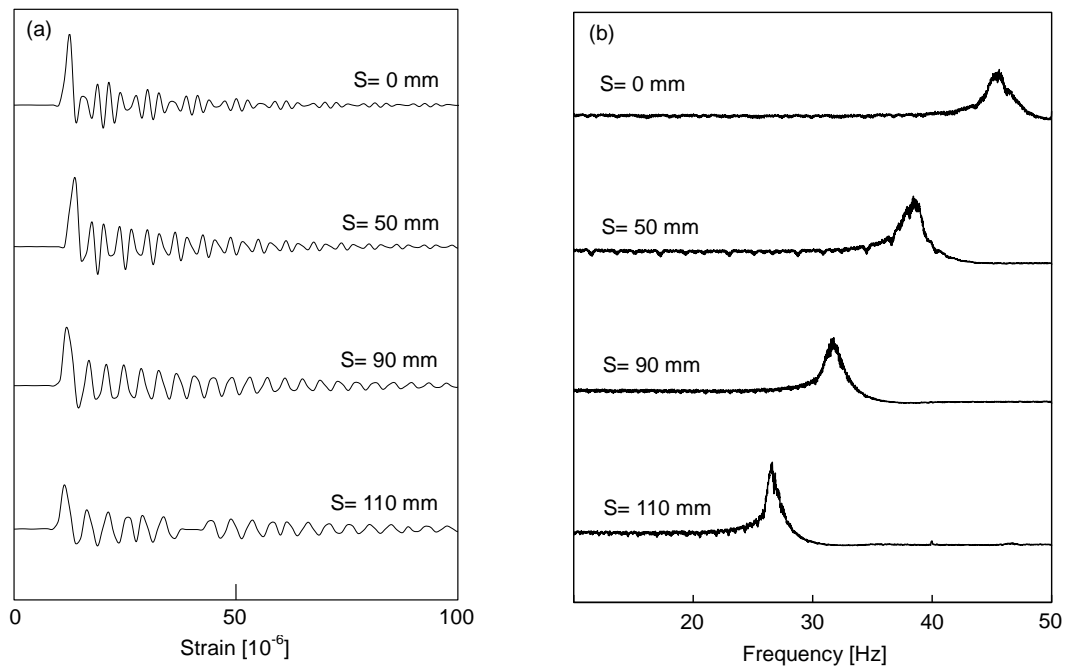 (a)
S= 0 mm
S= 50 mm
S= 90 mm
S= 110 mm
0
50
100
Strain [10⁻⁶]
(b)
S= 0 mm
S= 50 mm
S= 90 mm
S= 110 mm
20
30
40
50
Frequency [Hz]